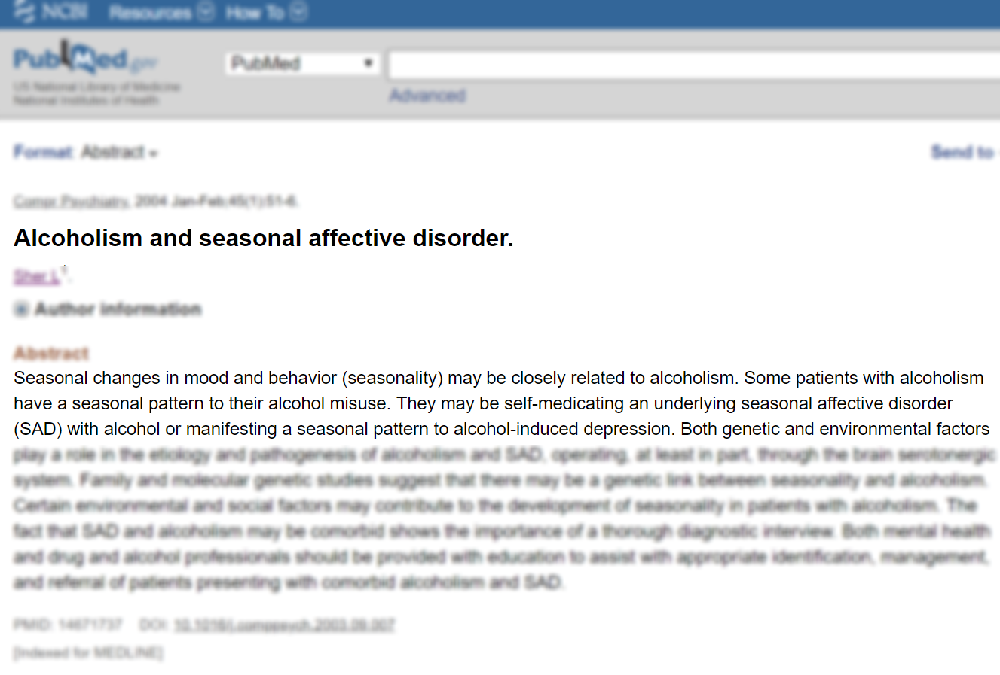 NCBI Resources How To
PubMed.gov
PubMed
US National Library of Medicine
National Institutes of Health
Advanced
Format: Abstract
Send to
Compr Psychiatry. 2004 Jan-Feb;45(1):51-6.
Alcoholism and seasonal affective disorder.
Sher L1.
Author information
Abstract
Seasonal changes in mood and behavior (seasonality) may be closely related to alcoholism. Some patients with alcoholism
have a seasonal pattern to their alcohol misuse. They may be self-medicating an underlying seasonal affective disorder
(SAD) with alcohol or manifesting a seasonal pattern to alcohol-induced depression. Both genetic and environmental factors
play a role in the etiology and pathogenesis of alcoholism and SAD, operating, at least in part, through the brain serotonergic
system. Family and molecular genetic studies suggest that there may be a genetic link between seasonality and alcoholism.
Certain environmental and social factors may contribute to the development of seasonality in patients with alcoholism. The
fact that SAD and alcoholism may be comorbid shows the importance of a thorough diagnostic interview. Both mental health
and drug and alcohol professionals should be provided with education to assist with appropriate identification, management,
and referral of patients presenting with comorbid alcoholism and SAD.
PMID: 14671737 DOI: 10.1016/j.comppsych.2003.09.007
[Indexed for MEDLINE]